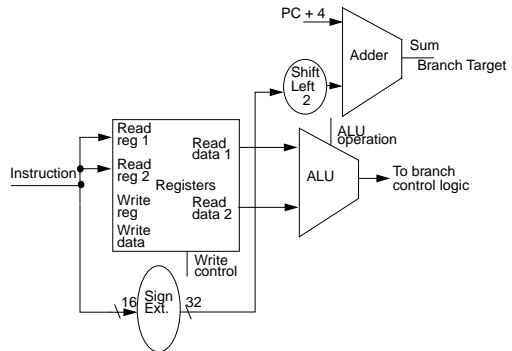 PC + 4
Adder
Sum
Branch Target
Shift
Left
2
ALU
operation
Read
reg 1
Read
data 1
Instruction
Read
reg 2
Registers
ALU
To branch
control logic
Write
reg
Read
data 2
Write
data
Write
control
16
Sign
Ext.
32